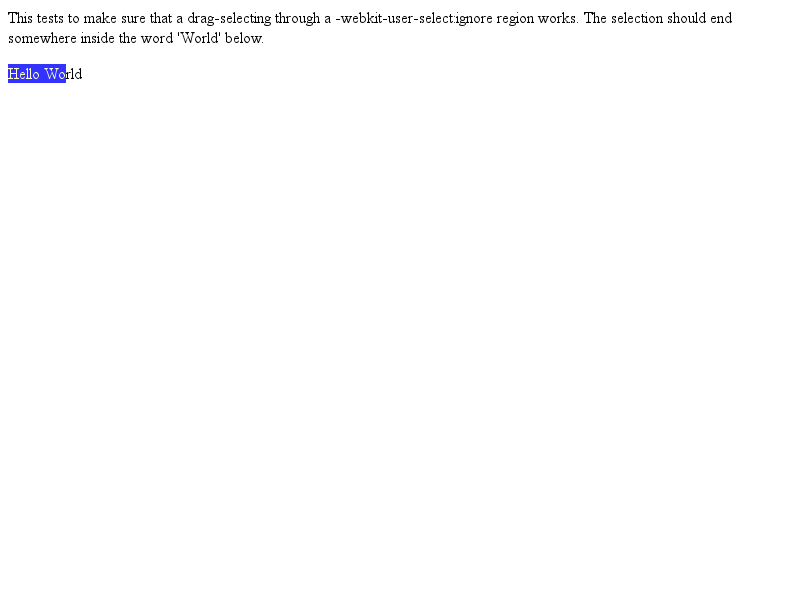 This tests to make sure that a drag-selecting through a -webkit-user-select:ignore region works. The selection should end
somewhere inside the word 'World' below.
Hello World